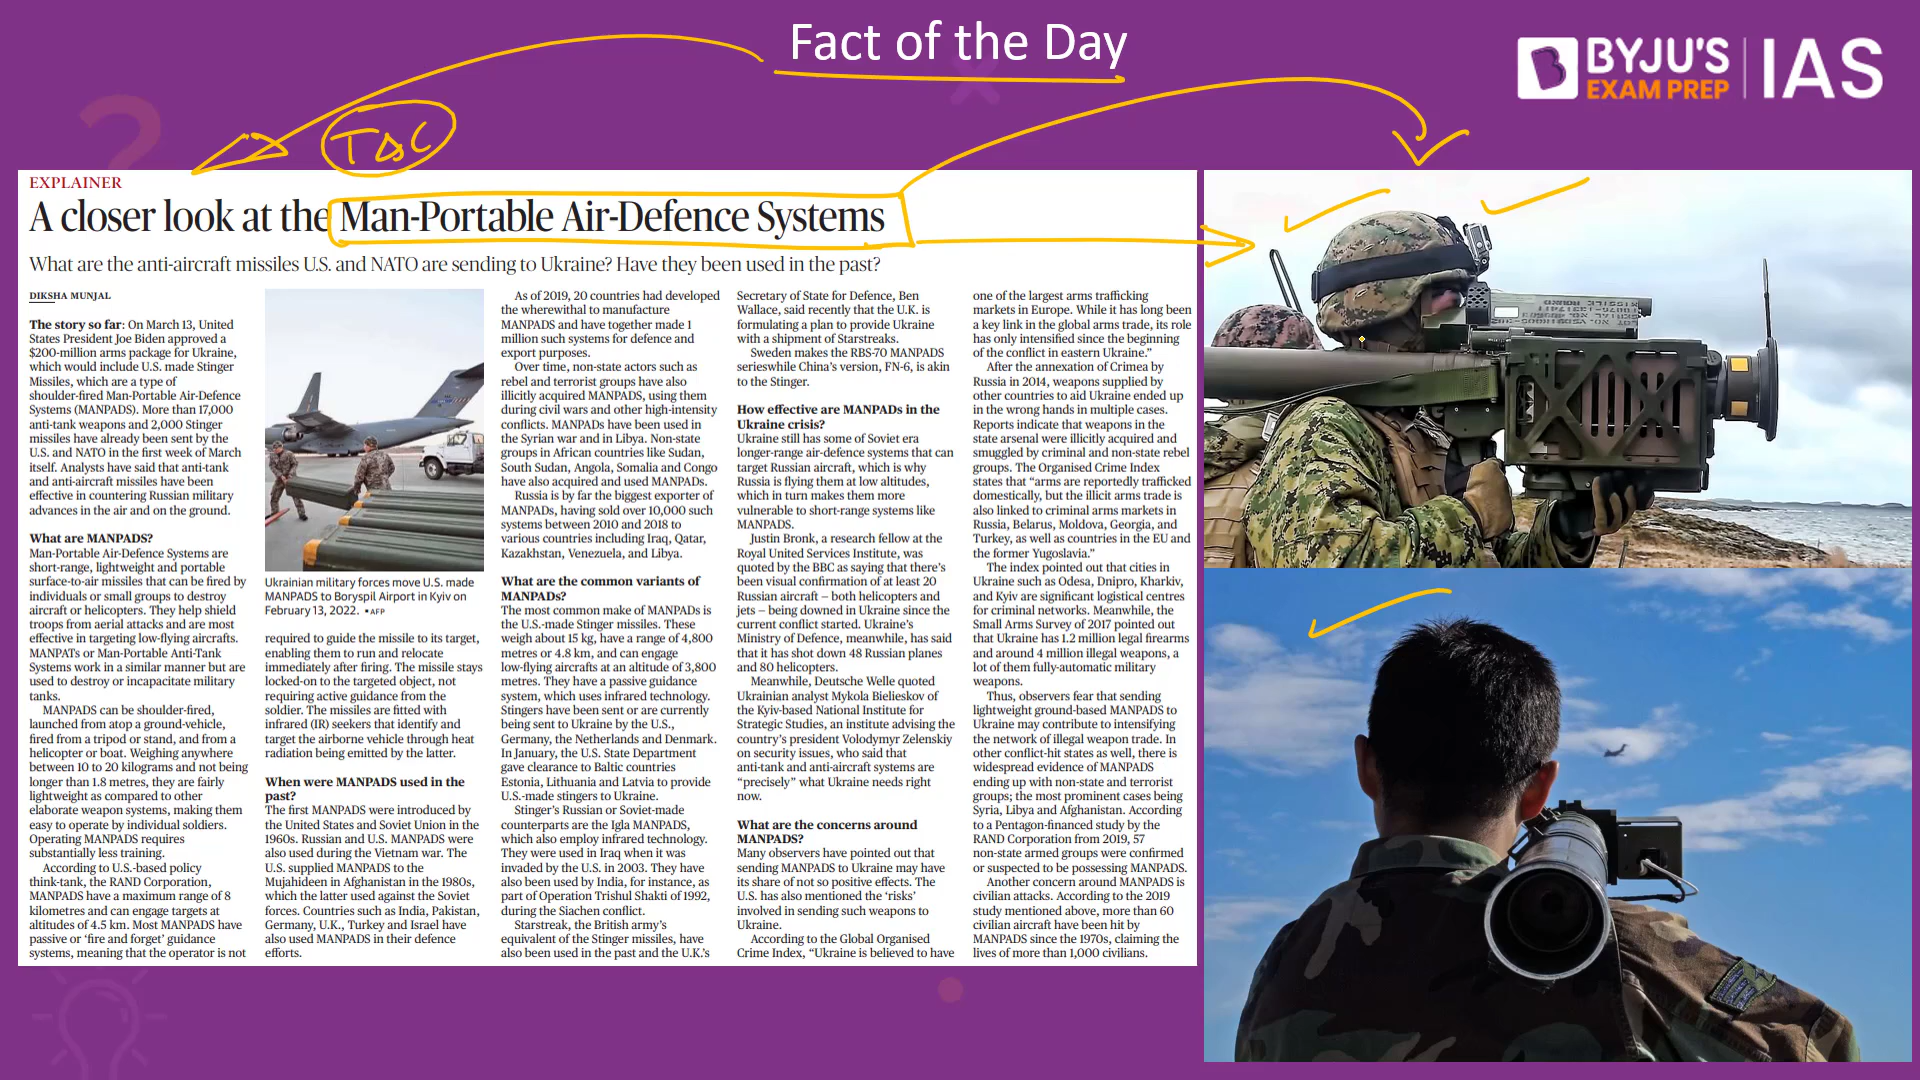 Fact of the Day
BYJU'S
EXAM PREP
IAS
T&C
EXPLAINER
A closer look at the Man-Portable Air-Defence Systems
What are the anti-aircraft missiles U.S. and NATO are sending to Ukraine? Have they been used in the past?
DIKSHA MUNJAL
The story so far: On March 13, United
States President Joe Biden approved a
$200-million arms package for Ukraine,
which would include U.S. made Stinger
Missiles, which are a type of
shoulder-fired Man-Portable Air-Defence
Systems (MANPADS). More than 17,000
anti-tank weapons and 2,000 Stinger
missiles have already been sent by the
U.S. and NATO in the first week of March
itself. Analysts have said that anti-tank
and anti-aircraft missiles have been
effective in countering Russian military
advances in the air and on the ground.
What are MANPADS?
Man-Portable Air-Defence Systems are
short-range, lightweight and portable
surface-to-air missiles that can be fired by
individuals or small groups to destroy
aircraft or helicopters. They help shield
troops from aerial attacks and are most
effective in targeting low-flying aircrafts.
MANPATs or Man-Portable Anti-Tank
Systems work in a similar manner but are
used to destroy or incapacitate military
tanks.
MANPADS can be shoulder-fired,
launched from atop a ground-vehicle,
fired from a tripod or stand, and from a
helicopter or boat. Weighing anywhere
between 10 to 20 kilograms and not being
longer than 1.8 metres, they are fairly
lightweight as compared to other
elaborate weapon systems, making them
easy to operate by individual soldiers.
Operating MANPADS requires
substantially less training.
According to U.S.-based policy
think-tank, the RAND Corporation,
MANPADS have a maximum range of 8
kilometres and can engage targets at
altitudes of 4.5 km. Most MANPADS have
passive or ‘fire and forget’ guidance
systems, meaning that the operator is not
Ukrainian military forces move U.S. made
MANPADS to Boryspil Airport in Kyiv on
February 13, 2022. • AFP
required to guide the missile to its target,
enabling them to run and relocate
immediately after firing. The missile stays
locked-on to the targeted object, not
requiring active guidance from the
soldier. The missiles are fitted with
infrared (IR) seekers that identify and
target the airborne vehicle through heat
radiation being emitted by the latter.
When were MANPADS used in the
past?
The first MANPADS were introduced by
the United States and Soviet Union in the
1960s. Russian and U.S. MANPADS were
also used during the Vietnam war. The
U.S. supplied MANPADS to the
Mujahideen in Afghanistan in the 1980s,
which the latter used against the Soviet
forces. Countries such as India, Pakistan,
Germany, U.K., Turkey and Israel have
also used MANPADS in their defence
efforts.
As of 2019, 20 countries had developed
the wherewithal to manufacture
MANPADS and have together made 1
million such systems for defence and
export purposes.
Over time, non-state actors such as
rebel and terrorist groups have also
illicitly acquired MANPADS, using them
during civil wars and other high-intensity
conflicts. MANPADs have been used in
the Syrian war and in Libya. Non-state
groups in African countries like Sudan,
South Sudan, Angola, Somalia and Congo
have also acquired and used MANPADs.
Russia is by far the biggest exporter of
MANPADs, having sold over 10,000 such
systems between 2010 and 2018 to
various countries including Iraq, Qatar,
Kazakhstan, Venezuela, and Libya.
What are the common variants of
MANPADs?
The most common make of MANPADs is
the U.S.-made Stinger missiles. These
weigh about 15 kg, have a range of 4,800
metres or 4.8 km, and can engage
low-flying aircrafts at an altitude of 3,800
metres. They have a passive guidance
system, which uses infrared technology.
Stingers have been sent or are currently
being sent to Ukraine by the U.S.,
Germany, the Netherlands and Denmark.
In January, the U.S. State Department
gave clearance to Baltic countries
Estonia, Lithuania and Latvia to provide
U.S.-made stingers to Ukraine.
Stinger’s Russian or Soviet-made
counterparts are the Igla MANPADS,
which also employ infrared technology.
They were used in Iraq when it was
invaded by the U.S. in 2003. They have
also been used by India, for instance, as
part of Operation Trishul Shakti of 1992,
during the Siachen conflict.
Starstreak, the British army’s
equivalent of the Stinger missiles, have
also been used in the past and the U.K.’s
Secretary of State for Defence, Ben
Wallace, said recently that the U.K. is
formulating a plan to provide Ukraine
with a shipment of Starstreaks.
Sweden makes the RBS-70 MANPADS
serieswhile China’s version, FN-6, is akin
to the Stinger.
How effective are MANPADs in the
Ukraine crisis?
Ukraine still has some of Soviet era
longer-range air-defence systems that can
target Russian aircraft, which is why
Russia is flying them at low altitudes,
which in turn makes them more
vulnerable to short-range systems like
MANPADS.
Justin Bronk, a research fellow at the
Royal United Services Institute, was
quoted by the BBC as saying that there’s
been visual confirmation of at least 20
Russian aircraft – both helicopters and
jets – being downed in Ukraine since the
current conflict started. Ukraine’s
Ministry of Defence, meanwhile, has said
that it has shot down 48 Russian planes
and 80 helicopters.
Meanwhile, Deutsche Welle quoted
Ukrainian analyst Mykola Bielieskov of
the Kyiv-based National Institute for
Strategic Studies, an institute advising the
country’s president Volodymyr Zelenskiy
on security issues, who said that
anti-tank and anti-aircraft systems are
“precisely” what Ukraine needs right
now.
What are the concerns around
MANPADS?
Many observers have pointed out that
sending MANPADS to Ukraine may have
its share of not so positive effects. The
U.S. has also mentioned the ‘risks’
involved in sending such weapons to
Ukraine.
According to the Global Organised
Crime Index, “Ukraine is believed to have
one of the largest arms trafficking
markets in Europe. While it has long been
a key link in the global arms trade, its role
has only intensified since the beginning
of the conflict in eastern Ukraine.”
After the annexation of Crimea by
Russia in 2014, weapons supplied by
other countries to aid Ukraine ended up
in the wrong hands in multiple cases.
Reports indicate that weapons in the
state arsenal were illicitly acquired and
smuggled by criminal and non-state rebel
groups. The Organised Crime Index
states that “arms are reportedly trafficked
domestically, but the illicit arms trade is
also linked to criminal arms markets in
Russia, Belarus, Moldova, Georgia, and
Turkey, as well as countries in the EU and
the former Yugoslavia.”
The index pointed out that cities in
Ukraine such as Odesa, Dnipro, Kharkiv,
and Kyiv are significant logistical centres
for criminal networks. Meanwhile, the
Small Arms Survey of 2017 pointed out
that Ukraine has 1.2 million legal firearms
and around 4 million illegal weapons, a
lot of them fully-automatic military
weapons.
Thus, observers fear that sending
lightweight ground-based MANPADS to
Ukraine may contribute to intensifying
the network of illegal weapon trade. In
other conflict-hit states as well, there is
widespread evidence of MANPADS
ending up with non-state and terrorist
groups; the most prominent cases being
Syria, Libya and Afghanistan. According
to a Pentagon-financed study by the
RAND Corporation from 2019, 57
non-state armed groups were confirmed
or suspected to be possessing MANPADS.
Another concern around MANPADS is
civilian attacks. According to the 2019
study mentioned above, more than 60
civilian aircraft have been hit by
MANPADS since the 1970s, claiming the
lives of more than 1,000 civilians.